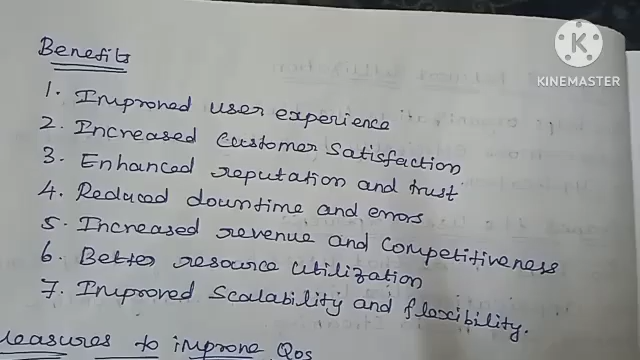 KINEMASTER
Benefits
1. Improved user experience
2. Increased customer satisfaction
3. Enhanced reputation and trust
4. Reduced downtime and errors
5. Increased revenue and competitiveness
6. Better resource utilization
7. Improved scalability and flexibility.
Measures to improve QoS